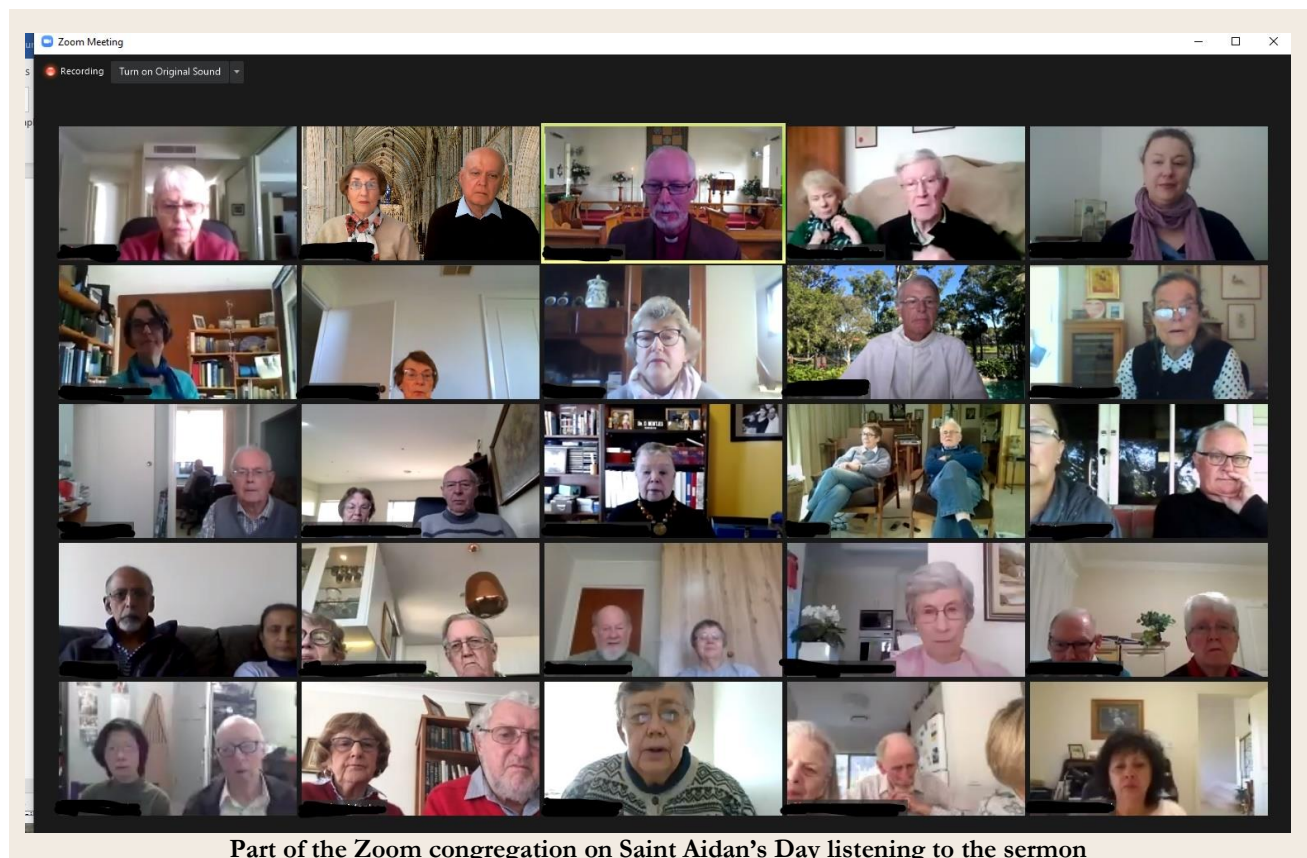 Zoom Meeting
Recording
Turn on Original Sound
Part of the Zoom congregation on Saint Aidan's Day listening to the sermon